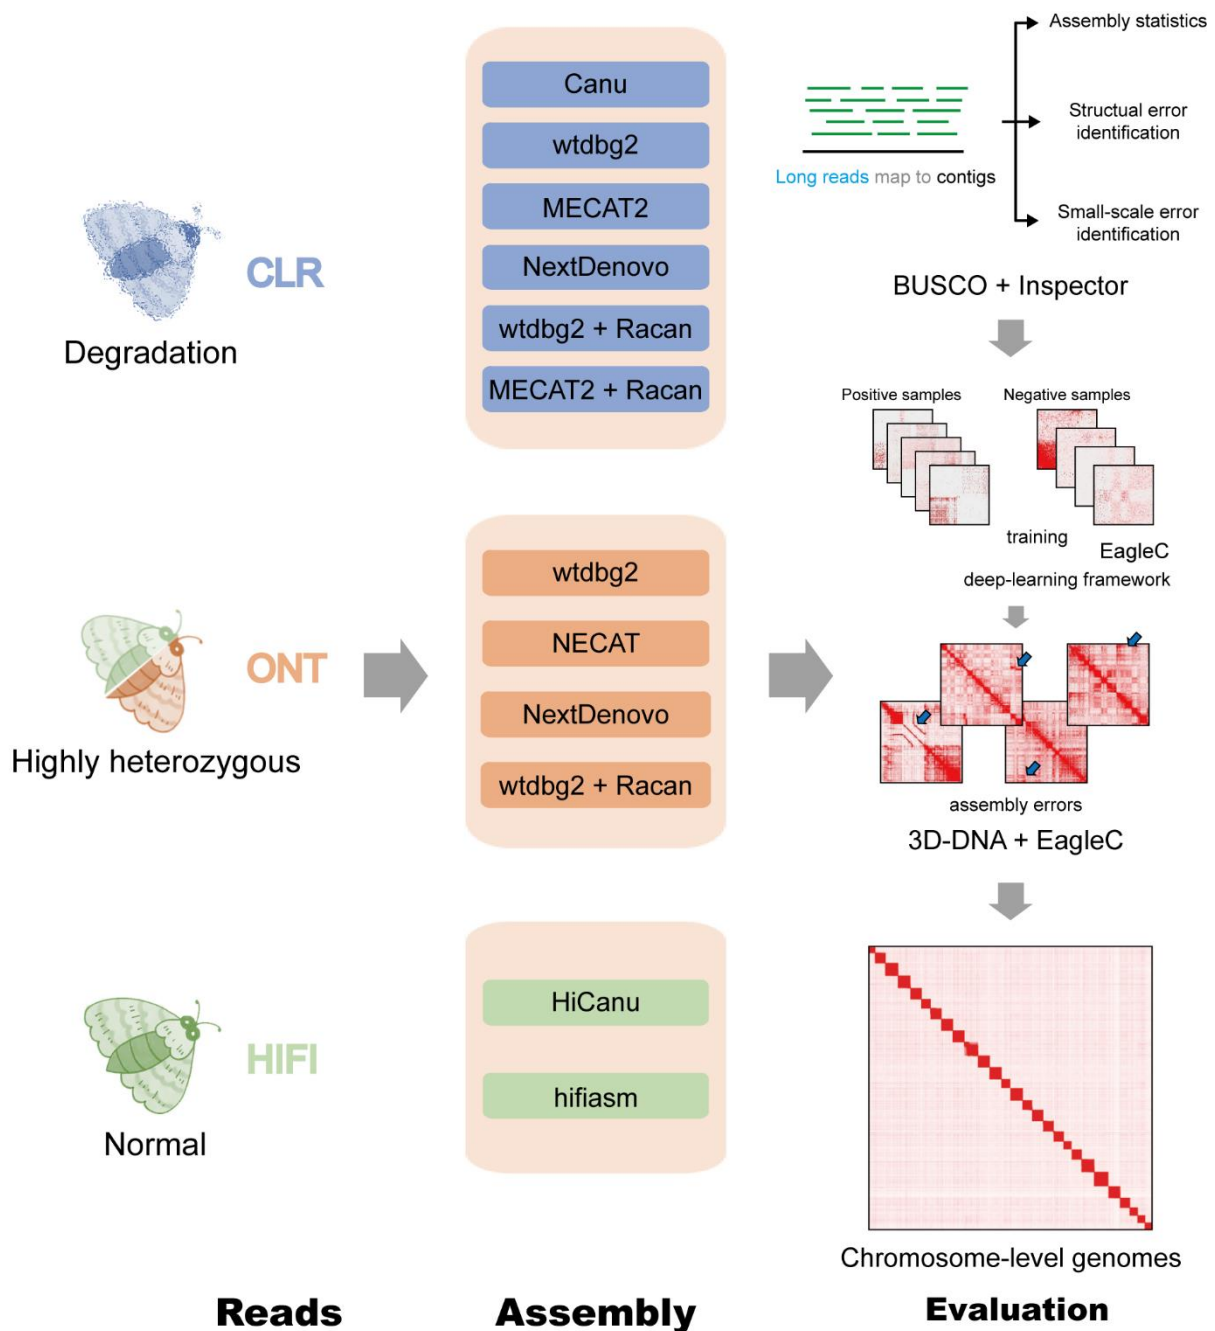 Degradation
CLR
Highly heterozygous
ONT
Normal
HIFI
Reads
Canu
wtdbg2
MECAT2
NextDenovo
wtdbg2 + Racan
MECAT2 + Racan
wtdbg2
NECAT
NextDenovo
wtdbg2 + Racan
HiCanu
hifiasm
Assembly
Assembly statistics
Structual error
identification
Long reads map to contigs
Small-scale error
identification
BUSCO + Inspector
Positive samples
Negative samples
training
EagleC
deep-learning framework
assembly errors
3D-DNA + EagleC
Chromosome-level genomes
Evaluation